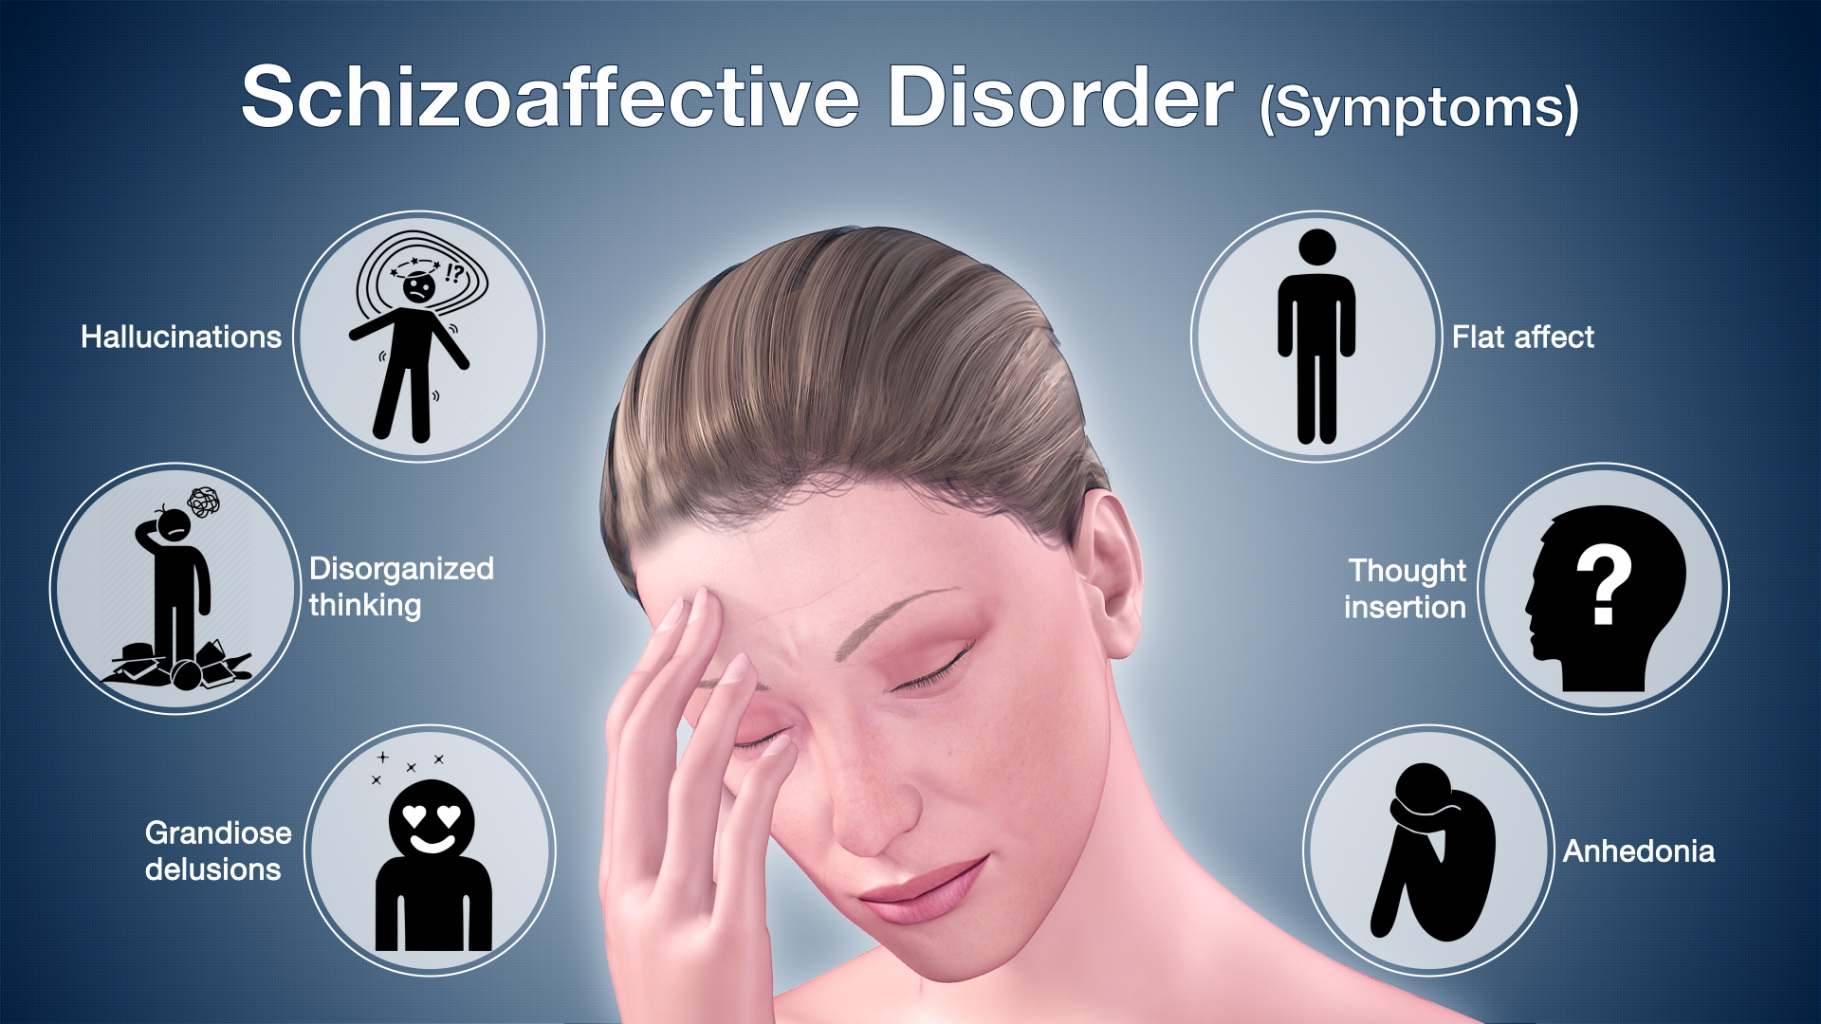 Schizoaffective Disorder (Symptoms)
Hallucinations
!?
Disorganized
thinking
Grandiose
delusions
Flat affect
Thought
insertion
?
Anhedonia